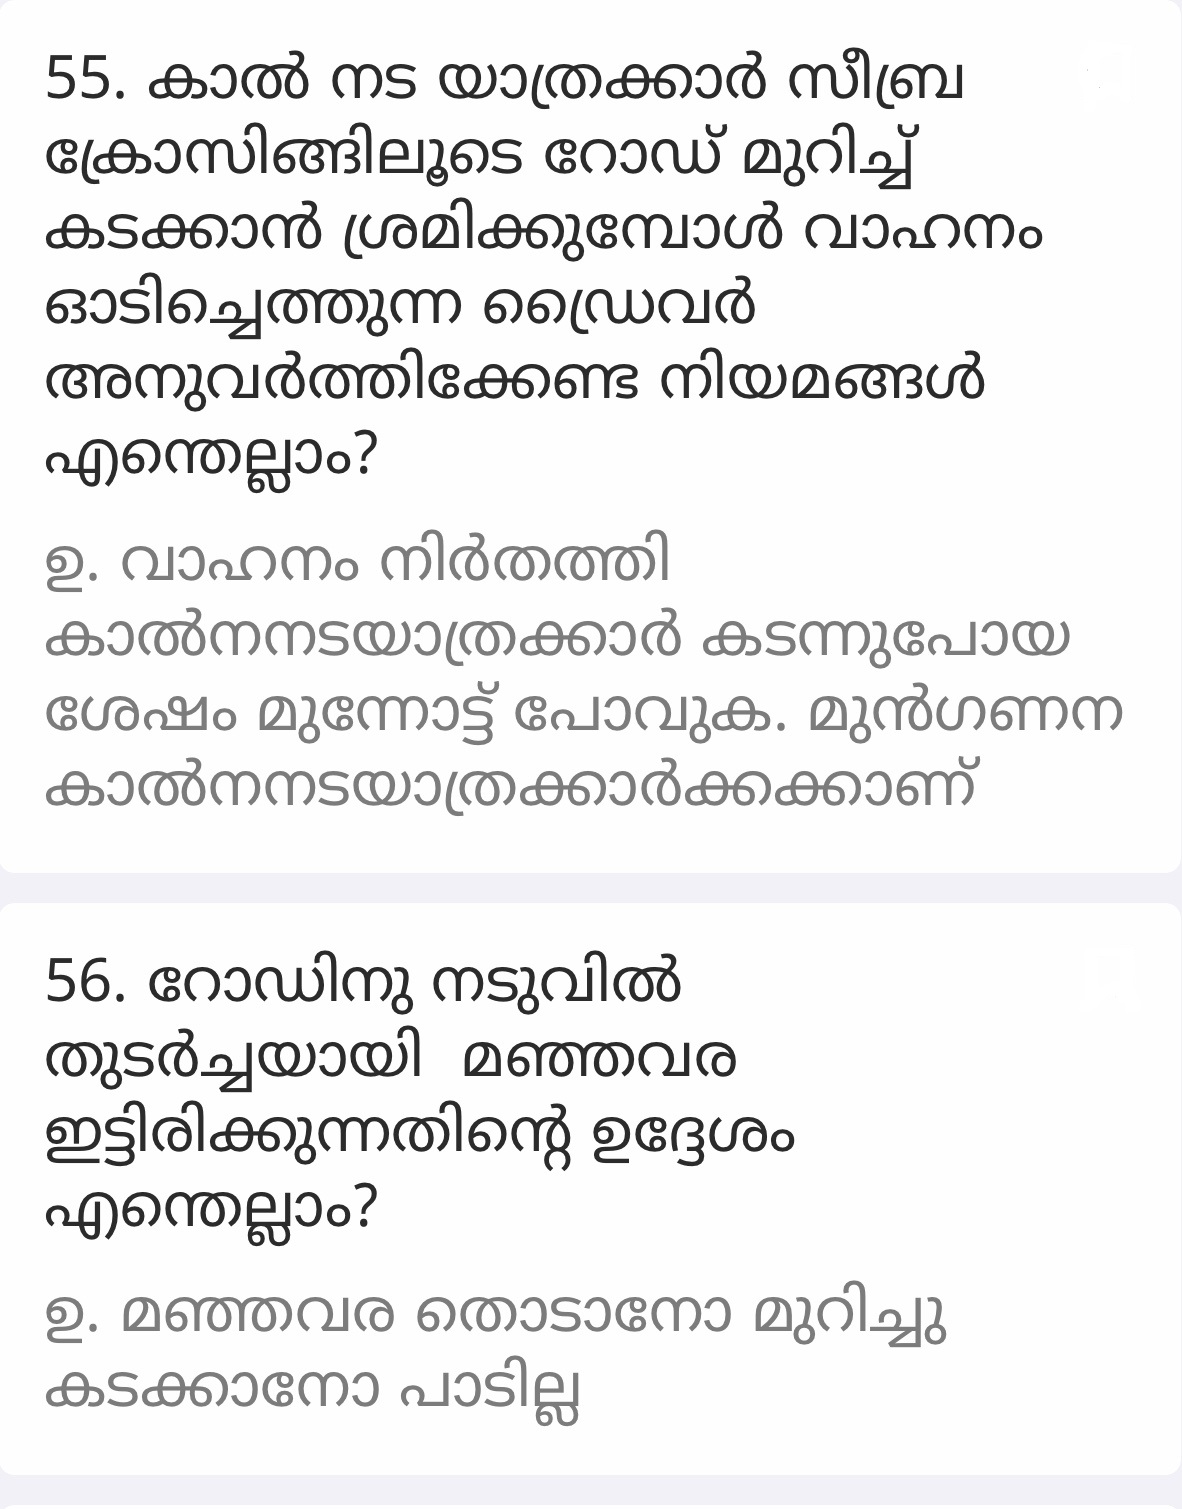 55. കാൽ നട യാത്രക്കാർ സീബ്ര
ക്രോസിങ്ങിലൂടെ റോഡ് മുറിച്ച്
കടക്കാൻ ശ്രമിക്കുമ്പോൾ വാഹനം
ഓടിച്ചെത്തുന്ന ഡ്രൈവർ
അനുവർത്തിക്കേണ്ട നിയമങ്ങൾ
എന്തെല്ലാം?
ഉ. വാഹനം നിർതത്തി
കാൽനനടയാത്രക്കാർ കടന്നുപോയ
ശേഷം മുന്നോട്ട് പോവുക. മുൻഗണന
കാൽനനടയാത്രക്കാർക്കക്കാണ്
56. റോഡിനു നടുവിൽ
തുടർച്ചയായി  മഞ്ഞവര
ഇട്ടിരിക്കുന്നതിന്റെ ഉദ്ദേശം
എന്തെല്ലാം?
ഉ. മഞ്ഞവര തൊടാനോ മുറിച്ചു
കടക്കാനോ പാടില്ല